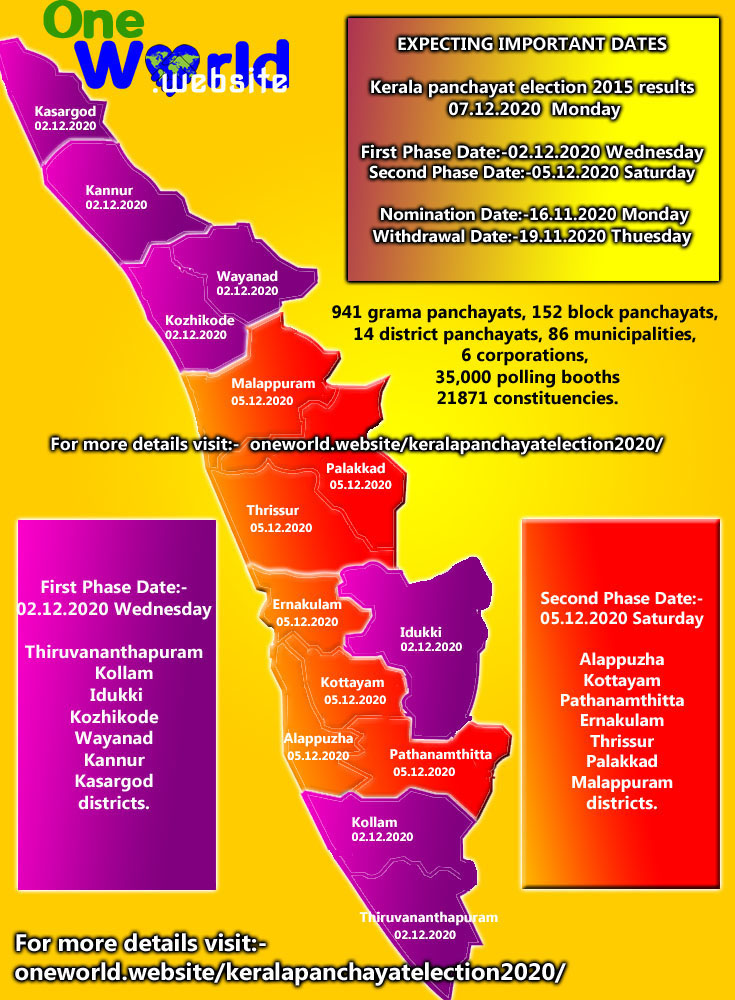 One
World
.website
EXPECTING IMPORTANT DATES
Kerala panchayat election 2015 results
07.12.2020 Monday
First Phase Date:-02.12.2020 Wednesday
Second Phase Date:-05.12.2020 Saturday
Nomination Date:-16.11.2020 Monday
Withdrawal Date:-19.11.2020 Thuesday
Kasargod
02.12.2020
Kannur
02.12.2020
Wayanad
02.12.2020
Kozhikode
02.12.2020
941 grama panchayats, 152 block panchayats,
14 district panchayats, 86 municipalities,
6 corporations,
35,000 polling booths
21871 constituencies.
Malappuram
05.12.2020
For more details visit:- oneworld.website/keralapanchayatelection2020/
Palakkad
05.12.2020
Thrissur
05.12.2020
First Phase Date:-
02.12.2020 Wednesday
Thiruvananthapuram
Kollam
Idukki
Kozhikode
Wayanad
Kannur
Kasargod
districts.
Ernakulam
05.12.2020
Idukki
02.12.2020
Kottayam
05.12.2020
Alappuzha
05.12.2020
Pathanamthitta
05.12.2020
Kollam
02.12.2020
Thiruvananthapuram
02.12.2020
Second Phase Date:-
05.12.2020 Saturday
Alappuzha
Kottayam
Pathanamthitta
Ernakulam
Thrissur
Palakkad
Malappuram
districts.
For more details visit:-
oneworld.website/keralapanchayatelection2020/